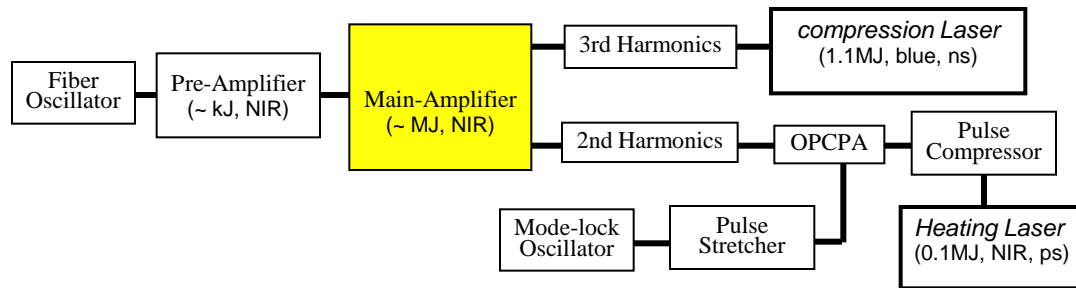 Fiber
Oscillator
Pre-Amplifier
(~ kJ, NIR)
Main-Amplifier
(~ MJ, NIR)
3rd Harmonics
compression Laser
(1.1MJ, blue, ns)
2nd Harmonics
OPCPA
Pulse
Compressor
Mode-lock
Oscillator
Pulse
Stretcher
Heating Laser
(0.1MJ, NIR, ps)